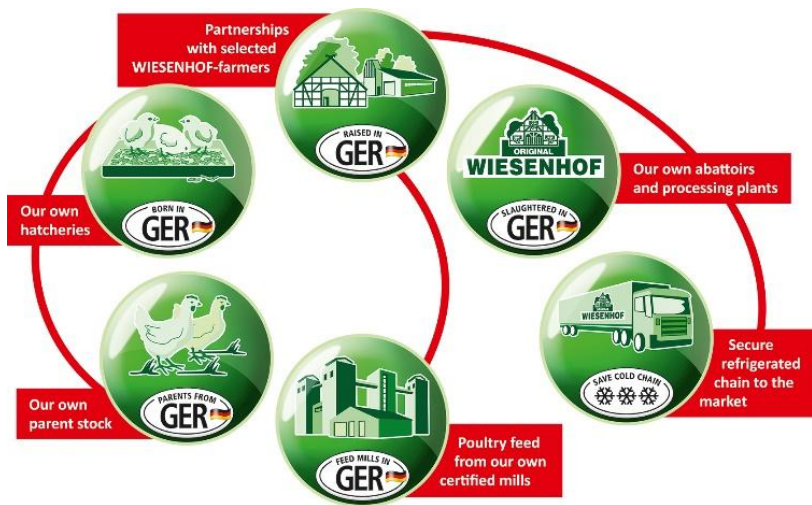 Partnerships
with selected
WIESENHOF-farmers
RAISED IN
GER
BORN IN
GER
Our own
hatcheries
ORIGINAL
WIESENHOF
SLAUGHTERED IN
GER
Our own abattoirs
and processing plants
PARENTS FROM
GER
Our own
parent stock
FEED MILLS IN
GER
Poultry feed
from our own
certified mills
WIESENHOF
SAVE COLD CHAIN
Secure
refrigerated
chain to the
market